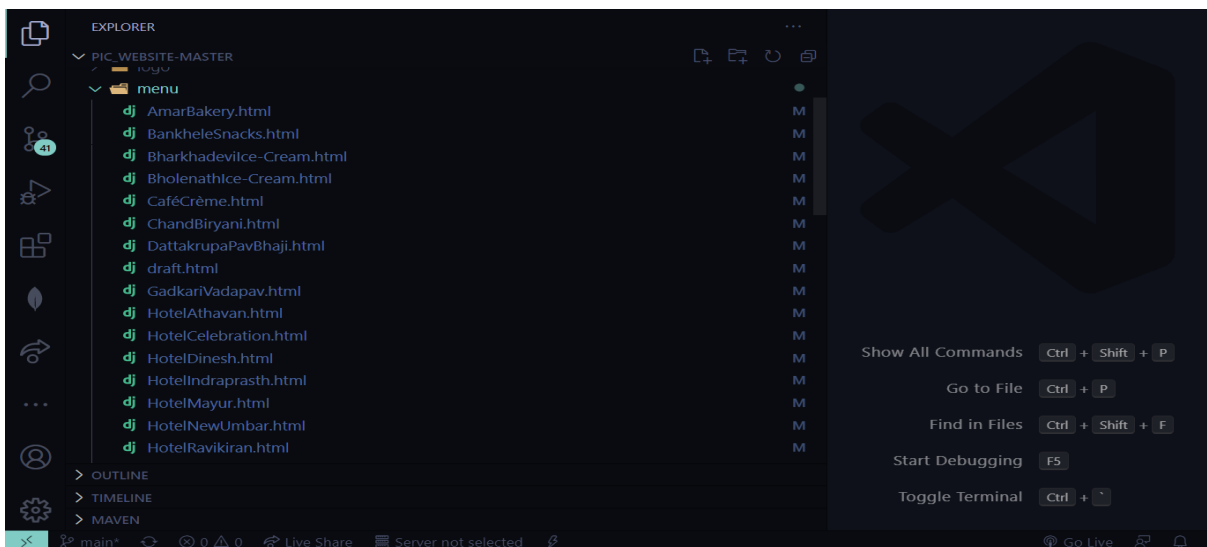 EXPLORER
PIC_WEBSITE-MASTER
logo
menu
dj AmarBakery.html M
dj BankheleSnacks.html M
dj BharkhadeviIce-Cream.html M
dj BholenathIce-Cream.html M
dj CaféCrème.html M
dj ChandBiryani.html M
dj DattakrupaPavBhaji.html M
dj draft.html M
dj GadkariVadapav.html M
dj HotelAthavan.html M
dj HotelCelebration.html M
dj HotelDinesh.html M
dj HotelIndraprasth.html M
dj HotelMayur.html M
dj HotelNewUmbar.html M
dj HotelRavikiran.html M
41
OUTLINE
TIMELINE
MAVEN
Show All Commands Ctrl + Shift + P
Go to File Ctrl + P
Find in Files Ctrl + Shift + F
Start Debugging F5
Toggle Terminal Ctrl + `
main* 0 0 Live Share Server not selected Go Live